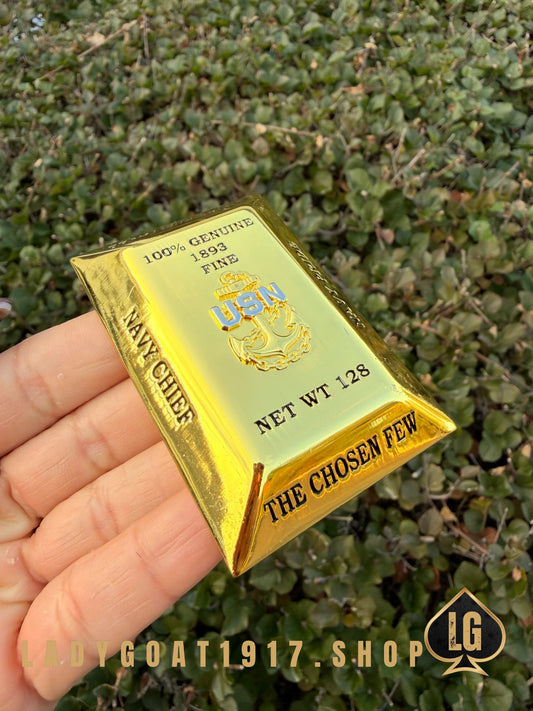 100% GENUINE
1893
FINE
USN
NET WT 128
NAVY CHIEF
THE CHOSEN FEW
LADYGOAT1917.SHOP
LG